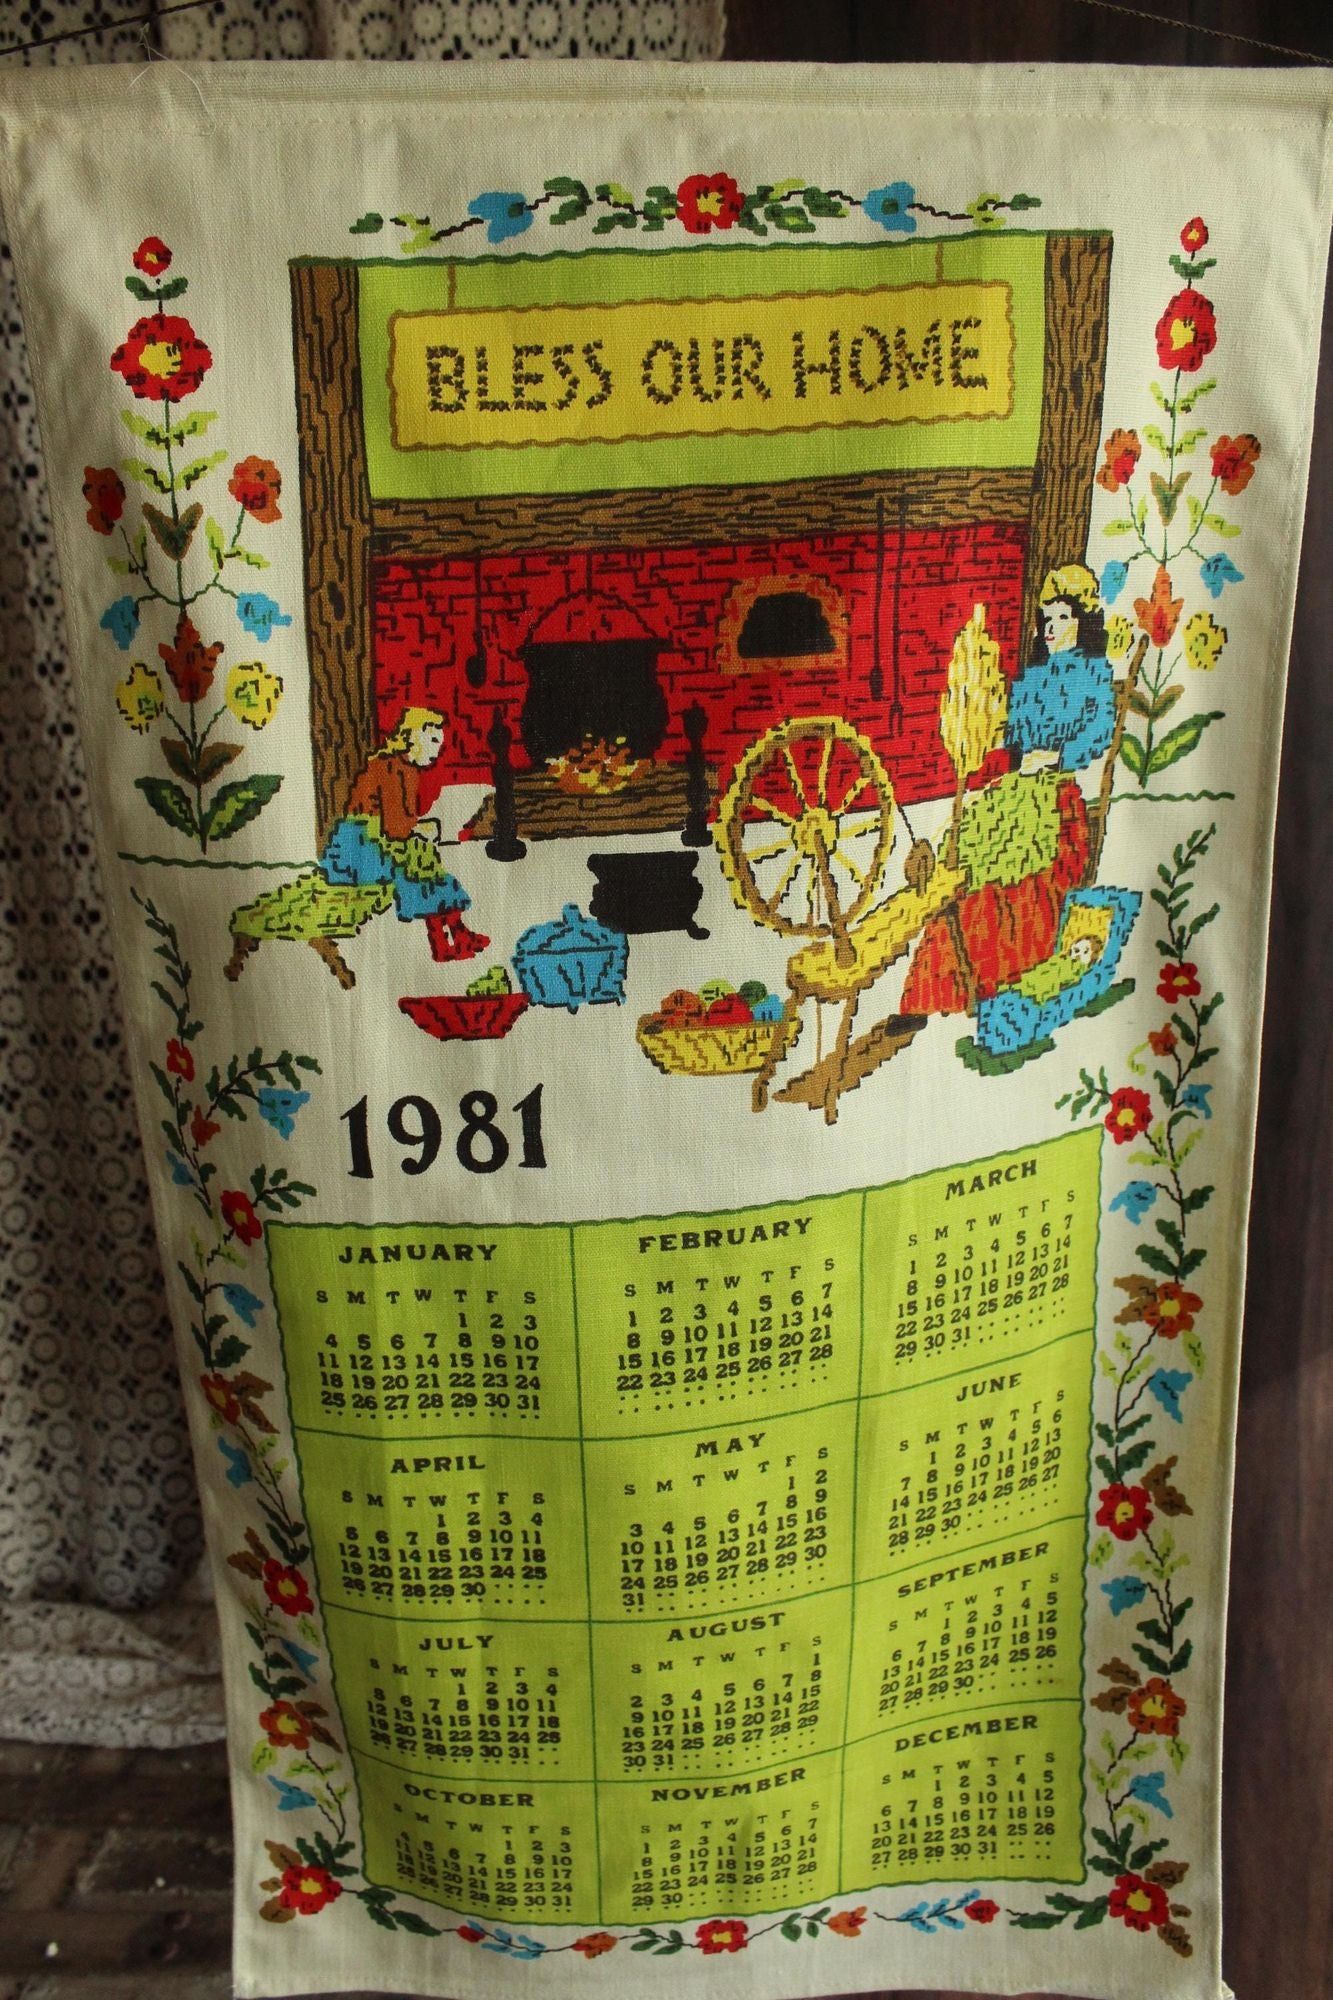 BLESS OUR HOME
1981
JANUARY
S M T W T F S
1 2 3
4 5 6 7 8 9 10
11 12 13 14 15 16 17
18 19 20 21 22 23 24
25 26 27 28 29 30 31
FEBRUARY
S M T W T F S
1 2 3 4 5 6 7
8 9 10 11 12 13 14
15 16 17 18 19 20 21
22 23 24 25 26 27 28
MARCH
S M T W T F S
1 2 3 4 5 6 7
8 9 10 11 12 13 14
15 16 17 18 19 20 21
22 23 24 25 26 27 28
29 30 31
APRIL
S M T W T F S
1 2 3 4
5 6 7 8 9 10 11
12 13 14 15 16 17 18
19 20 21 22 23 24 25
26 27 28 29 30
MAY
S M T W T F S
1 2
3 4 5 6 7 8 9
10 11 12 13 14 15 16
17 18 19 20 21 22 23
24 25 26 27 28 29 30
31
JUNE
S M T W T F S
1 2 3 4 5 6
7 8 9 10 11 12 13
14 15 16 17 18 19 20
21 22 23 24 25 26 27
28 29 30
JULY
S M T W T F S
1 2 3 4
5 6 7 8 9 10 11
12 13 14 15 16 17 18
19 20 21 22 23 24 25
26 27 28 29 30 31
AUGUST
S M T W T F S
1
2 3 4 5 6 7 8
9 10 11 12 13 14 15
16 17 18 19 20 21 22
23 24 25 26 27 28 29
30 31
SEPTEMBER
S M T W T F S
1 2 3 4 5
6 7 8 9 10 11 12
13 14 15 16 17 18 19
20 21 22 23 24 25 26
27 28 29 30
OCTOBER
S M T W T F S
1 2 3
4 5 6 7 8 9 10
11 12 13 14 15 16 17
18 19 20 21 22 23 24
25 26 27 28 29 30 31
NOVEMBER
S M T W T F S
1 2 3 4 5 6 7
8 9 10 11 12 13 14
15 16 17 18 19 20 21
22 23 24 25 26 27 28
29 30
DECEMBER
S M T W T F S
1 2 3 4 5
6 7 8 9 10 11 12
13 14 15 16 17 18 19
20 21 22 23 24 25 26
27 28 29 30 31